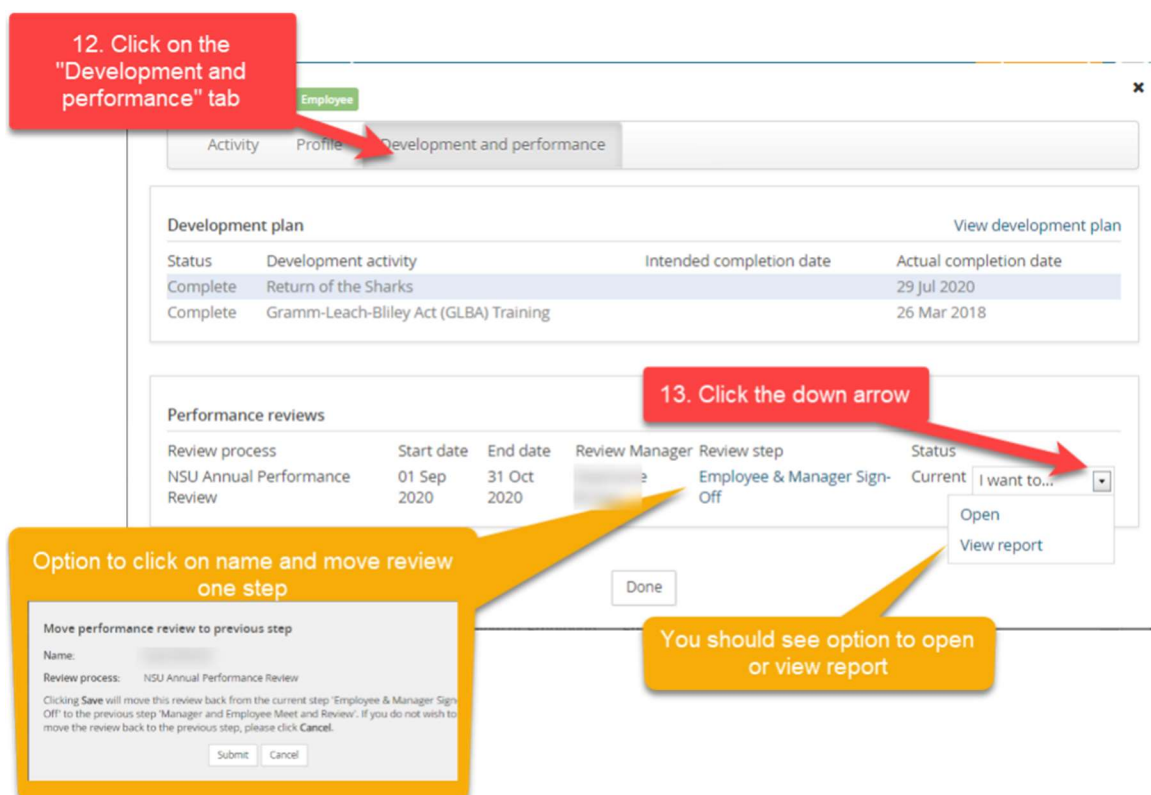 12. Click on the
"Development and
performance" tab
Employee
Activity Profile Development and performance
Development plan View development plan
Status Development activity Intended completion date Actual completion date
Complete Return of the Sharks 29 Jul 2020
Complete Gramm-Leach-Bliley Act (GLBA) Training 26 Mar 2018
13. Click the down arrow
Performance reviews
Review process Start date End date Review Manager Review step Status
NSU Annual Performance 01 Sep 31 Oct Employee & Manager Sign- Current I want to...
Review 2020 2020 Off
Open
View report
Done
Option to click on name and move review
one step
Move performance review to previous step
Name:
Review process: NSU Annual Performance Review
Clicking Save will move this review back from the current step 'Employee & Manager Sign-
Off' to the previous step 'Manager and Employee Meet and Review'. If you do not wish to
move the review back to the previous step, please click Cancel.
Submit Cancel
You should see option to open
or view report